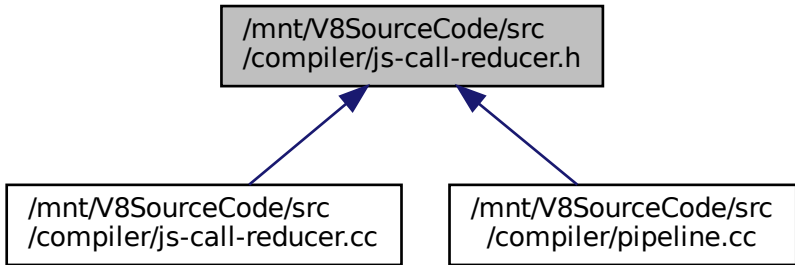 /mnt/V8SourceCode/src
/compiler/js-call-reducer.h
/mnt/V8SourceCode/src
/compiler/js-call-reducer.cc
/mnt/V8SourceCode/src
/compiler/pipeline.cc